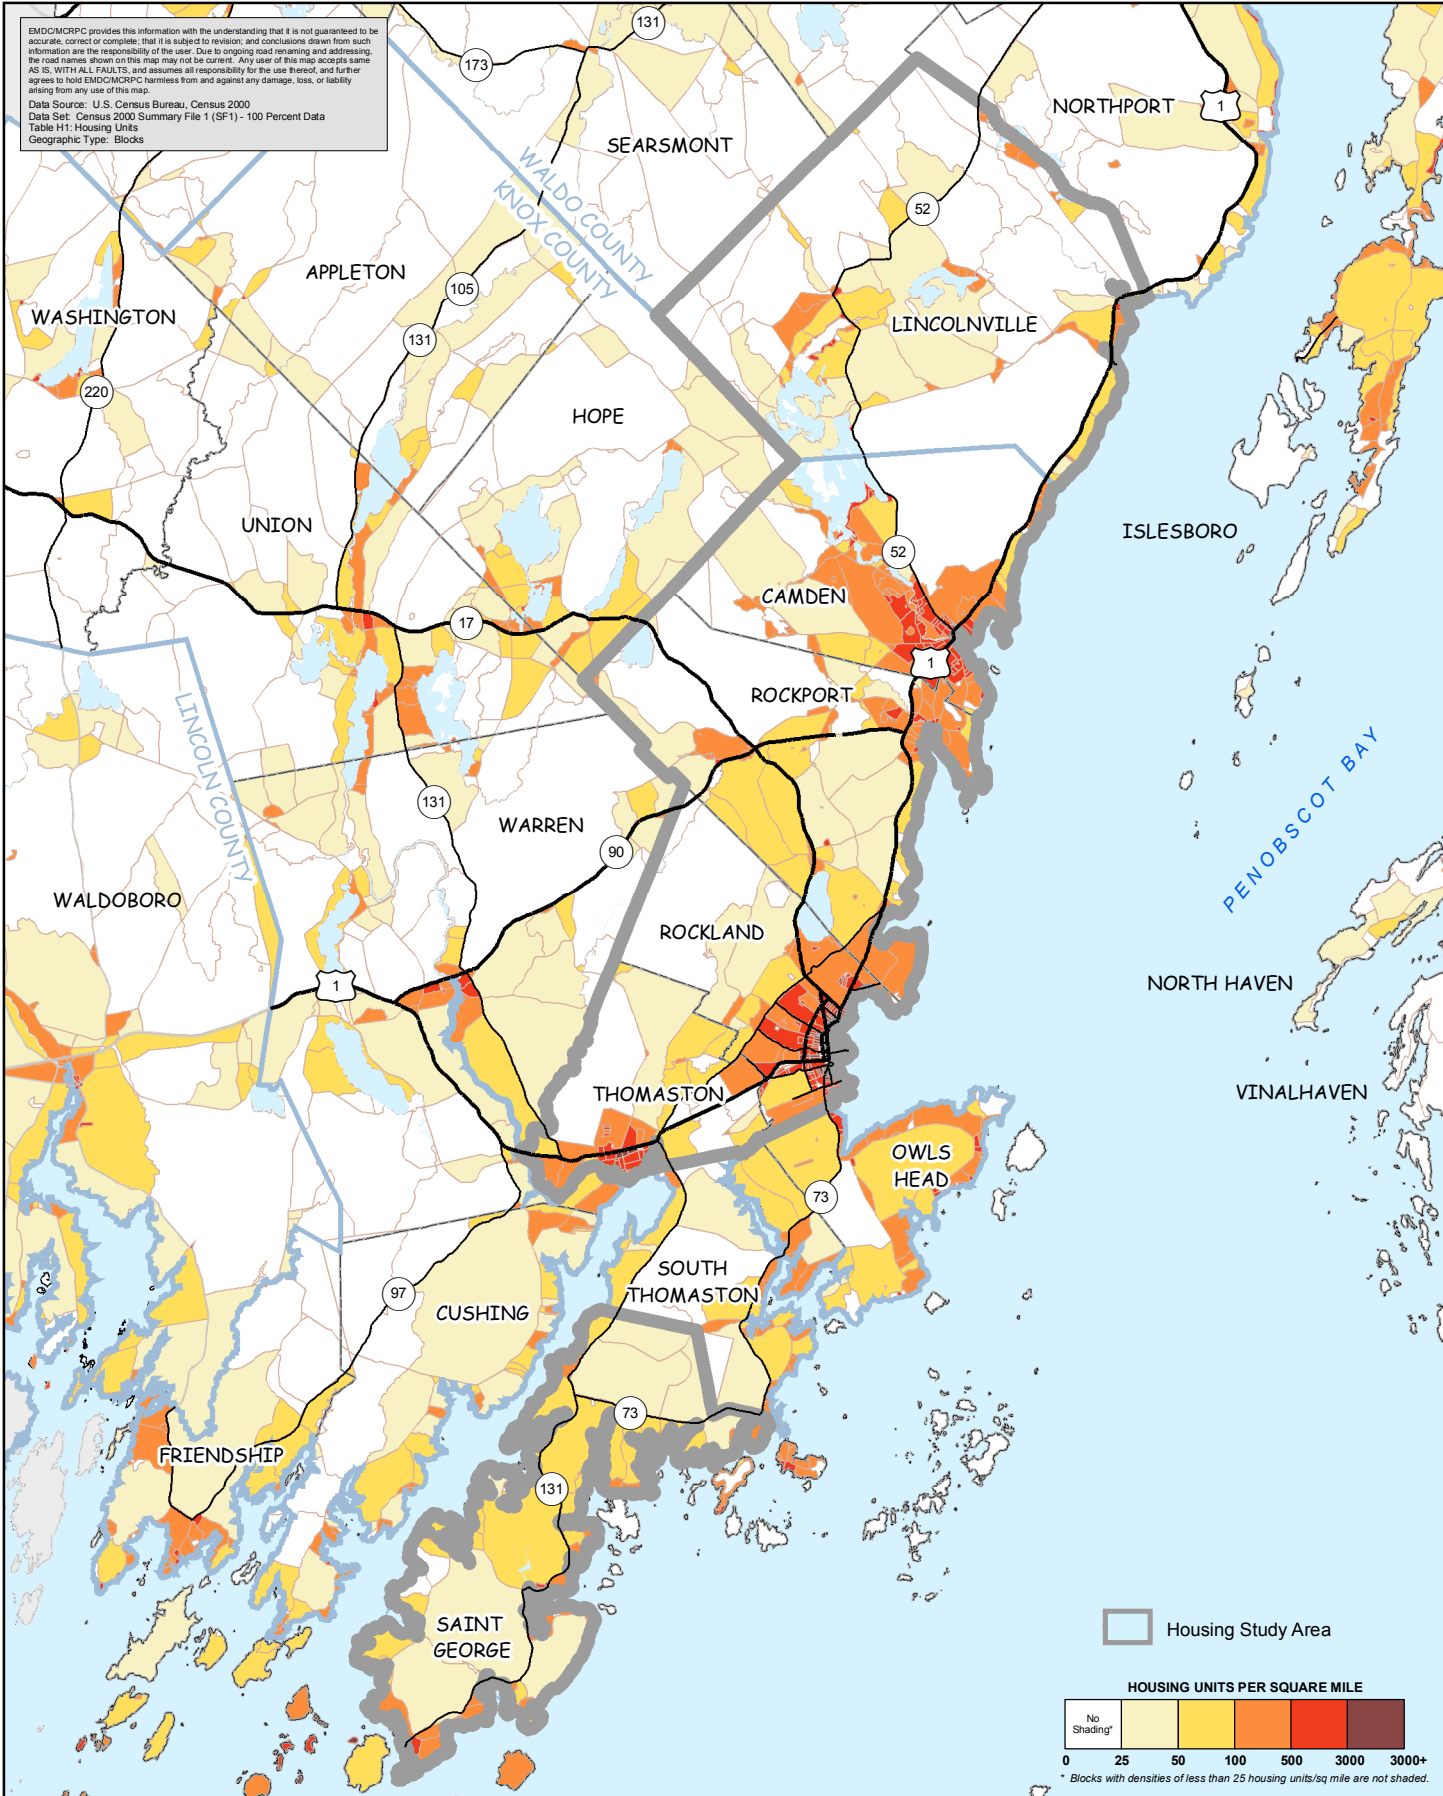 EMDC/MCRPC provides this information with the understanding that it is not guaranteed to be
accurate, correct or complete; that it is subject to revision; and conclusions drawn from such
information are the responsibility of the user. Due to ongoing road renaming and addressing,
the road names shown on this map may not be current. Any user of this map accepts same
AS IS, WITH ALL FAULTS, and assumes all responsibility for the use thereof, and further
agrees to hold EMDC/MCRPC harmless from and against any damage, loss, or liability
arising from any use of this map.
Data Source: U.S. Census Bureau, Census 2000
Data Set: Census 2000 Summary File 1 (SF1) - 100 Percent Data
Table H1: Housing Units
Geographic Type: Blocks
131
173
NORTHPORT
1
SEARSMONT
WALDO COUNTY
KNOX COUNTY
52
APPLETON
105
WASHINGTON
131
LINCOLNVILLE
220
HOPE
UNION
ISLESBORO
52
CAMDEN
17
1
ROCKPORT
LINCOLN COUNTY
PENOBSCOT BAY
131
WARREN
90
WALDOBORO
ROCKLAND
NORTH HAVEN
1
THOMASTON
VINALHAVEN
OWLS
HEAD
73
SOUTH
THOMASTON
97
CUSHING
73
FRIENDSHIP
131
SAINT
GEORGE
Housing Study Area
HOUSING UNITS PER SQUARE MILE
No
Shading*
0 25 50 100 500 3000 3000+
* Blocks with densities of less than 25 housing units/sq mile are not shaded.